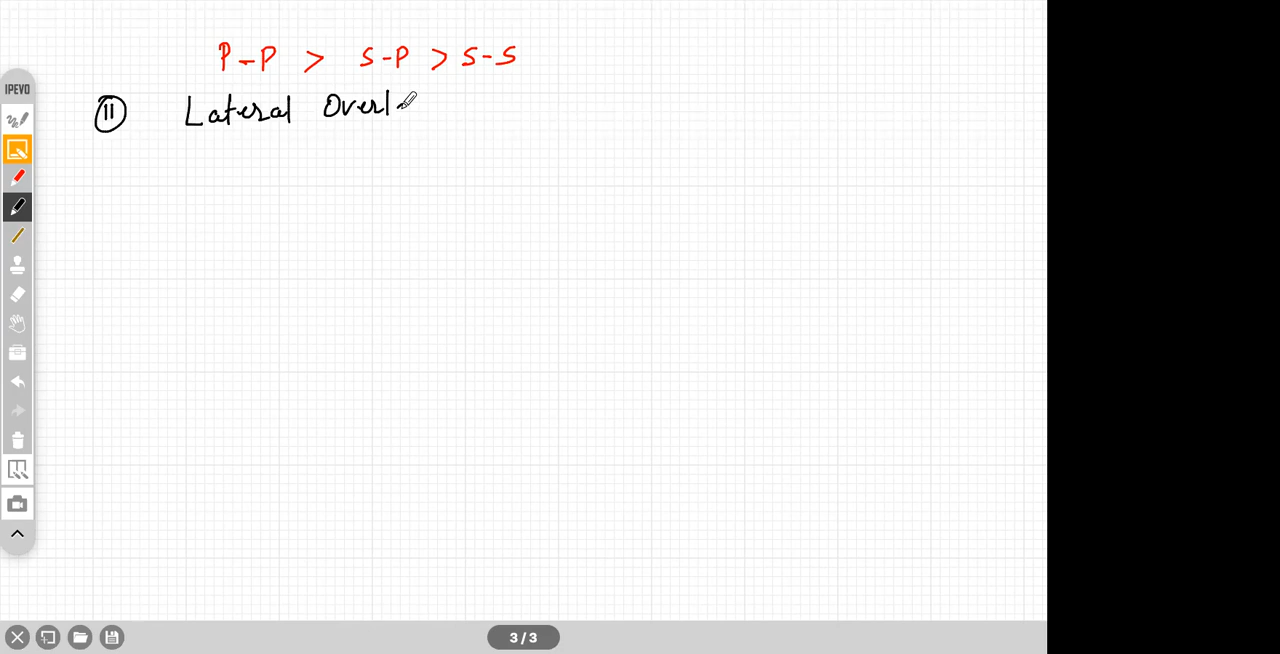 P-P > S-P > S-S
II Lateral Overl
IPEVO
3/3